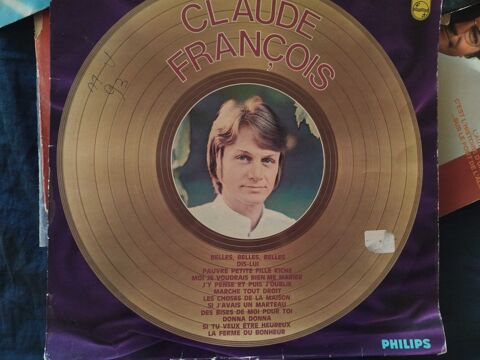 CLAUDE
FRANÇOIS
BELLES, BELLES, BELLES
DIS-LUI
PAUVRE PETITE FILLE RICHE
MOI JE VOUDRAIS BIEN ME MARIER
J'Y PENSE ET PUIS J'OUBLIE
MARCHE TOUT DROIT
LES CHOSES DE LA MAISON
SI J'AVAIS UN MARTEAU
DES BISES DE MOI POUR TOI
DONNA DONNA
SI TU VEUX ÊTRE HEUREUX
LA FERME DU BONHEUR
PHILIPS